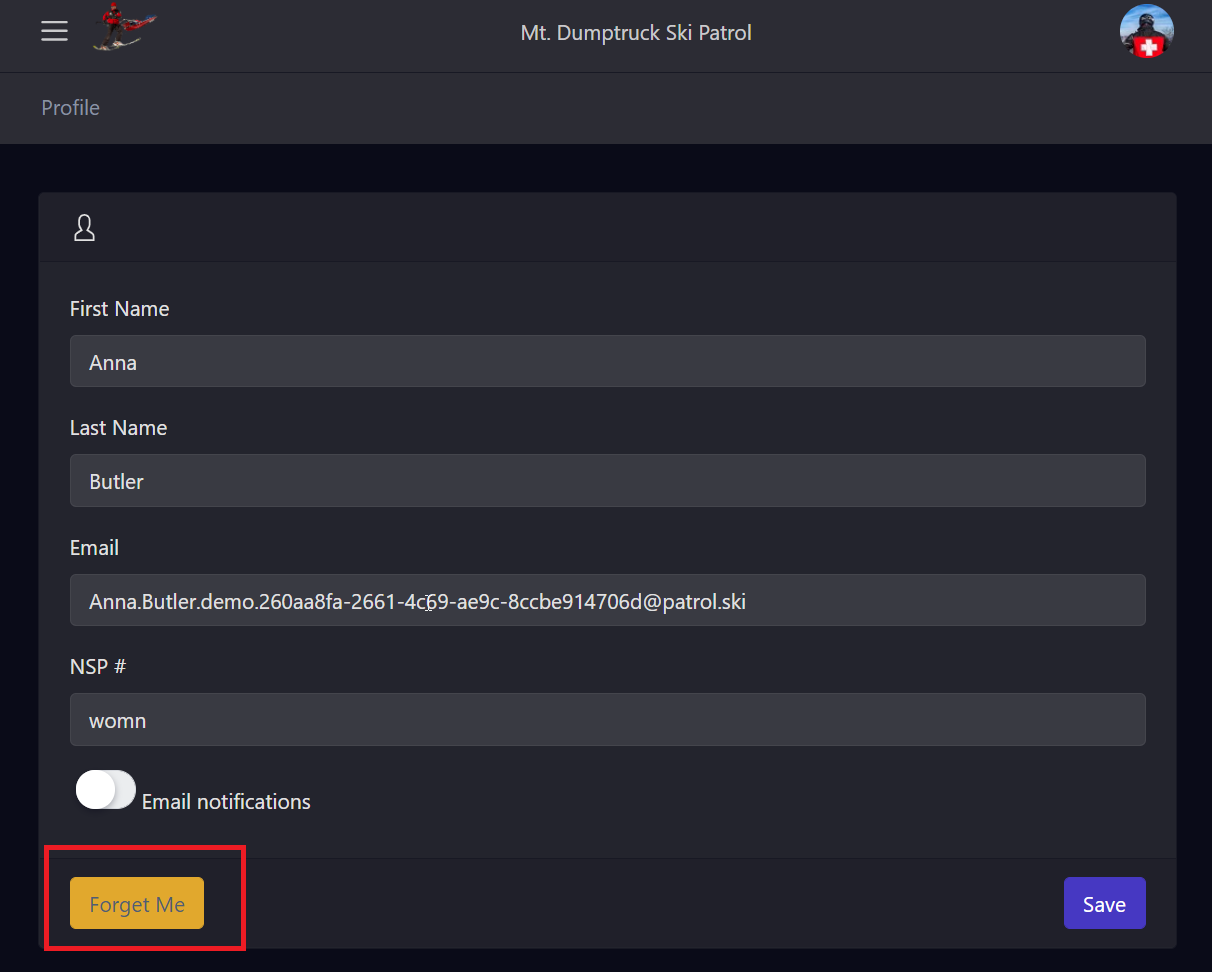 Mt. Dumptruck Ski Patrol
Profile
First Name
Anna
Last Name
Butler
Email
Anna.Butler.demo.260aa8fa-2661-4c69-ae9c-8ccbe914706d@patrol.ski
NSP #
womn
Email notifications
Forget Me
Save